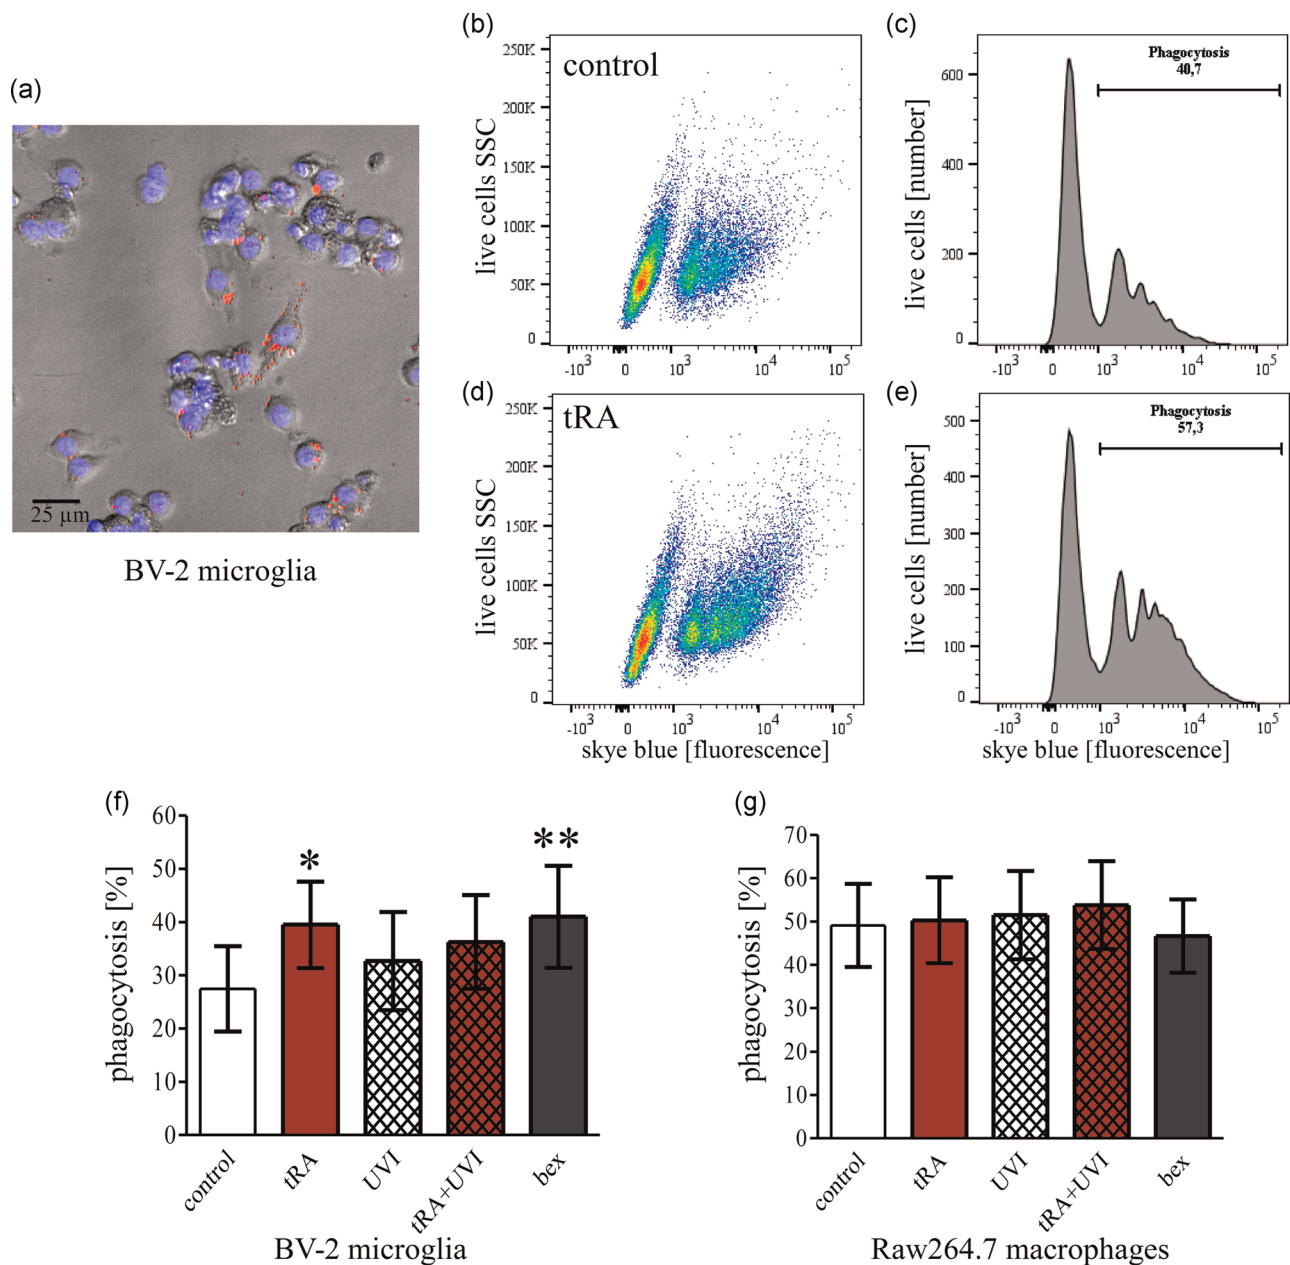 (a)
25 µm
BV-2 microglia
(b)
control
live cells SSC
250K
200K
150K
100K
50K
0
-10³ 0 10³ 10⁴ 10⁵
(c)
Phagocytosis
40,7
live cells [number]
600
400
200
0
-10³ 0 10³ 10⁴ 10⁵
(d)
tRA
live cells SSC
250K
200K
150K
100K
50K
0
-10³ 0 10³ 10⁴ 10⁵
skye blue [fluorescence]
(e)
Phagocytosis
57,3
live cells [number]
500
400
300
200
100
0
-10³ 0 10³ 10⁴ 10⁵
skye blue [fluorescence]
(f)
phagocytosis [%]
60
50
40
30
20
10
0
*
**
control
tRA
UVI
tRA+UVI
bex
BV-2 microglia
(g)
phagocytosis [%]
70
60
50
40
30
20
10
0
control
tRA
UVI
tRA+UVI
bex
Raw264.7 macrophages